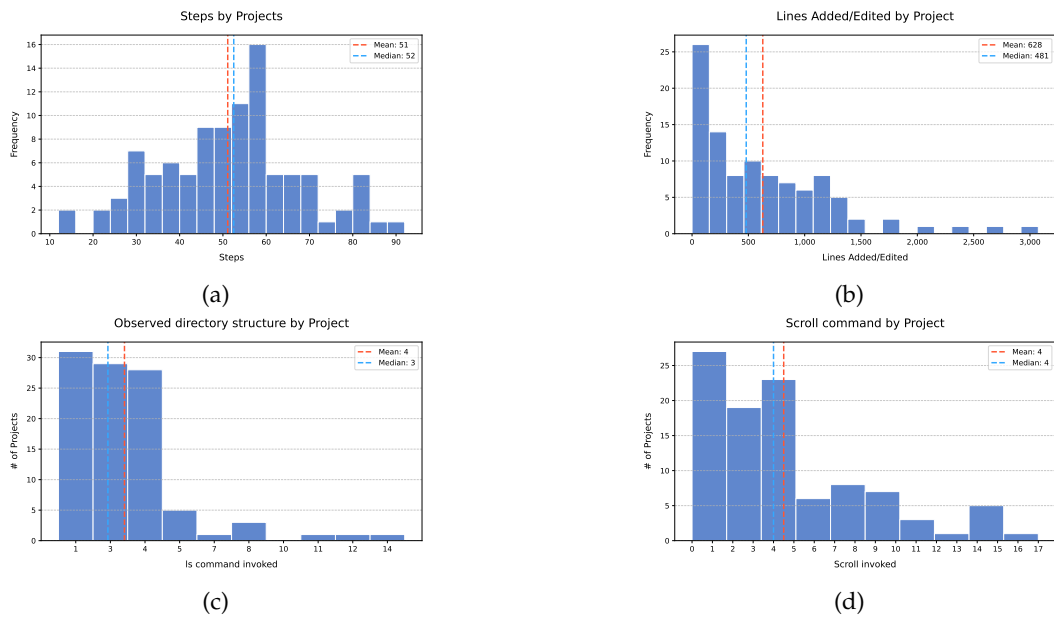 Steps by Projects
Mean: 51
Median: 52
16
14
12
10
8
6
4
2
0
Frequency
10 20 30 40 50 60 70 80 90
Steps
(a)
Lines Added/Edited by Project
Mean: 628
Median: 481
25
20
15
10
5
0
Frequency
0 500 1,000 1,500 2,000 2,500 3,000
Lines Added/Edited
(b)
Observed directory structure by Project
Mean: 4
Median: 3
30
25
20
15
10
5
0
# of Projects
1 3 4 5 7 8 10 11 12 14
ls command invoked
(c)
Scroll command by Project
Mean: 4
Median: 4
25
20
15
10
5
0
# of Projects
0 1 2 3 4 5 6 7 8 9 10 11 12 13 14 15 16 17
Scroll invoked
(d)